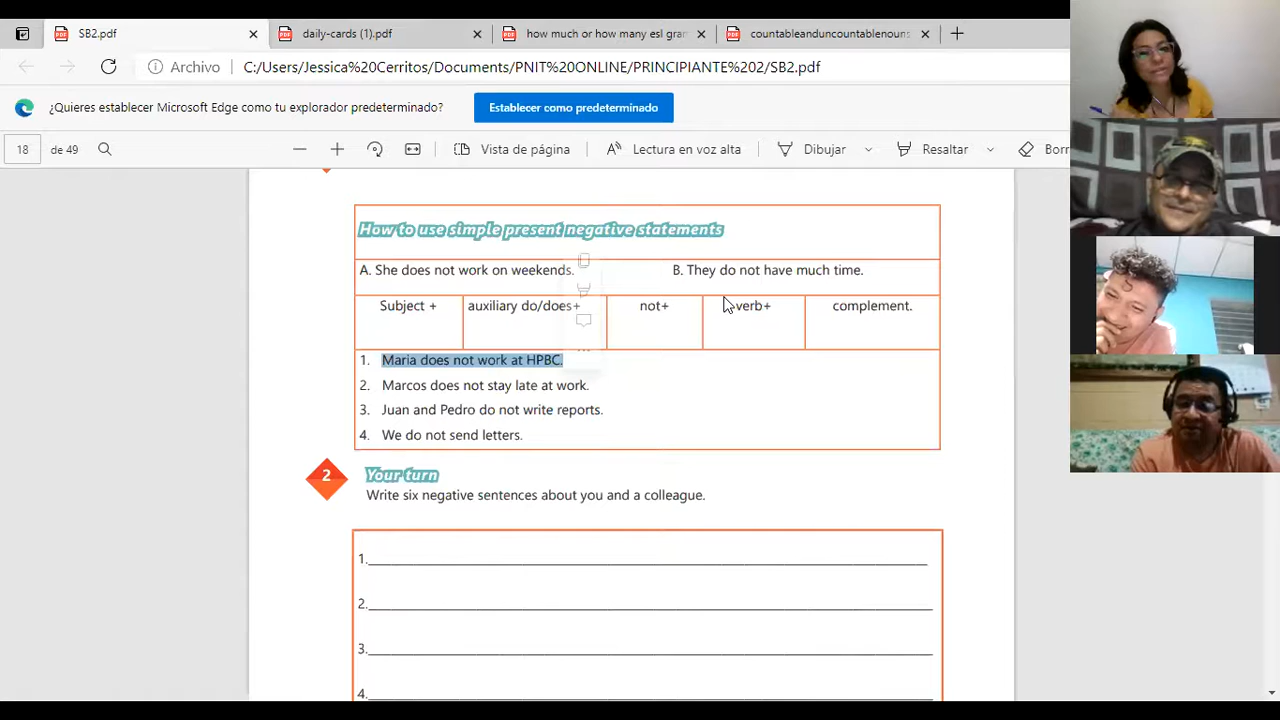 SB2.pdf
daily-cards (1).pdf
how much or how many esl gran
countableanduncountablenouns
Archivo
C:/Users/Jessica%20Cerritos/Documents/PNIT%20ONLINE/PRINCIPIANTE%202/SB2.pdf
¿Quieres establecer Microsoft Edge como tu explorador predeterminado?
Establecer como predeterminado
18 de 49
Vista de página
Lectura en voz alta
Dibujar
Resaltar
Borr
How to use simple present negative statements
A. She does not work on weekends.
B. They do not have much time.
Subject + auxiliary do/does+ not+ verb+ complement.
1. Maria does not work at HPBC.
2. Marcos does not stay late at work.
3. Juan and Pedro do not write reports.
4. We do not send letters.
2 Your turn
Write six negative sentences about you and a colleague.
1.
2.
3.
4.